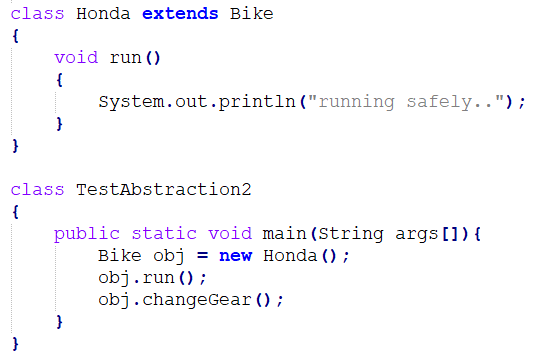 class Honda extends Bike
{
    void run()
    {
        System.out.println("running safely..");
    }
}

class TestAbstraction2
{
    public static void main(String args[]){
        Bike obj = new Honda();
        obj.run();
        obj.changeGear();
    }
}